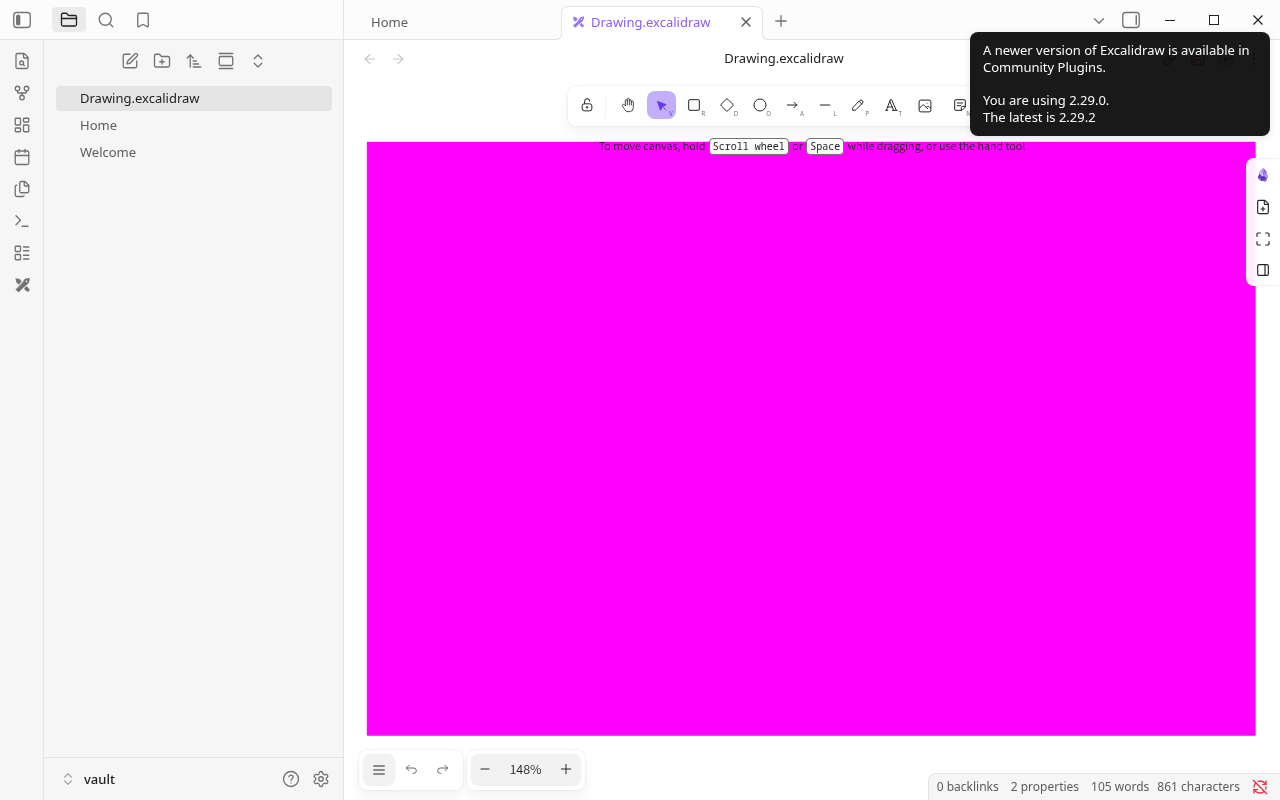 Home
Drawing.excalidraw
Drawing.excalidraw
A newer version of Excalidraw is available in
Community Plugins.
You are using 2.29.0.
The latest is 2.29.2
Drawing.excalidraw
Home
Welcome
V
R
D
O
A
L
P
T
N
To move canvas, hold Scroll wheel or Space while dragging, or use the hand tool
148%
vault
0 backlinks 2 properties 105 words 861 characters